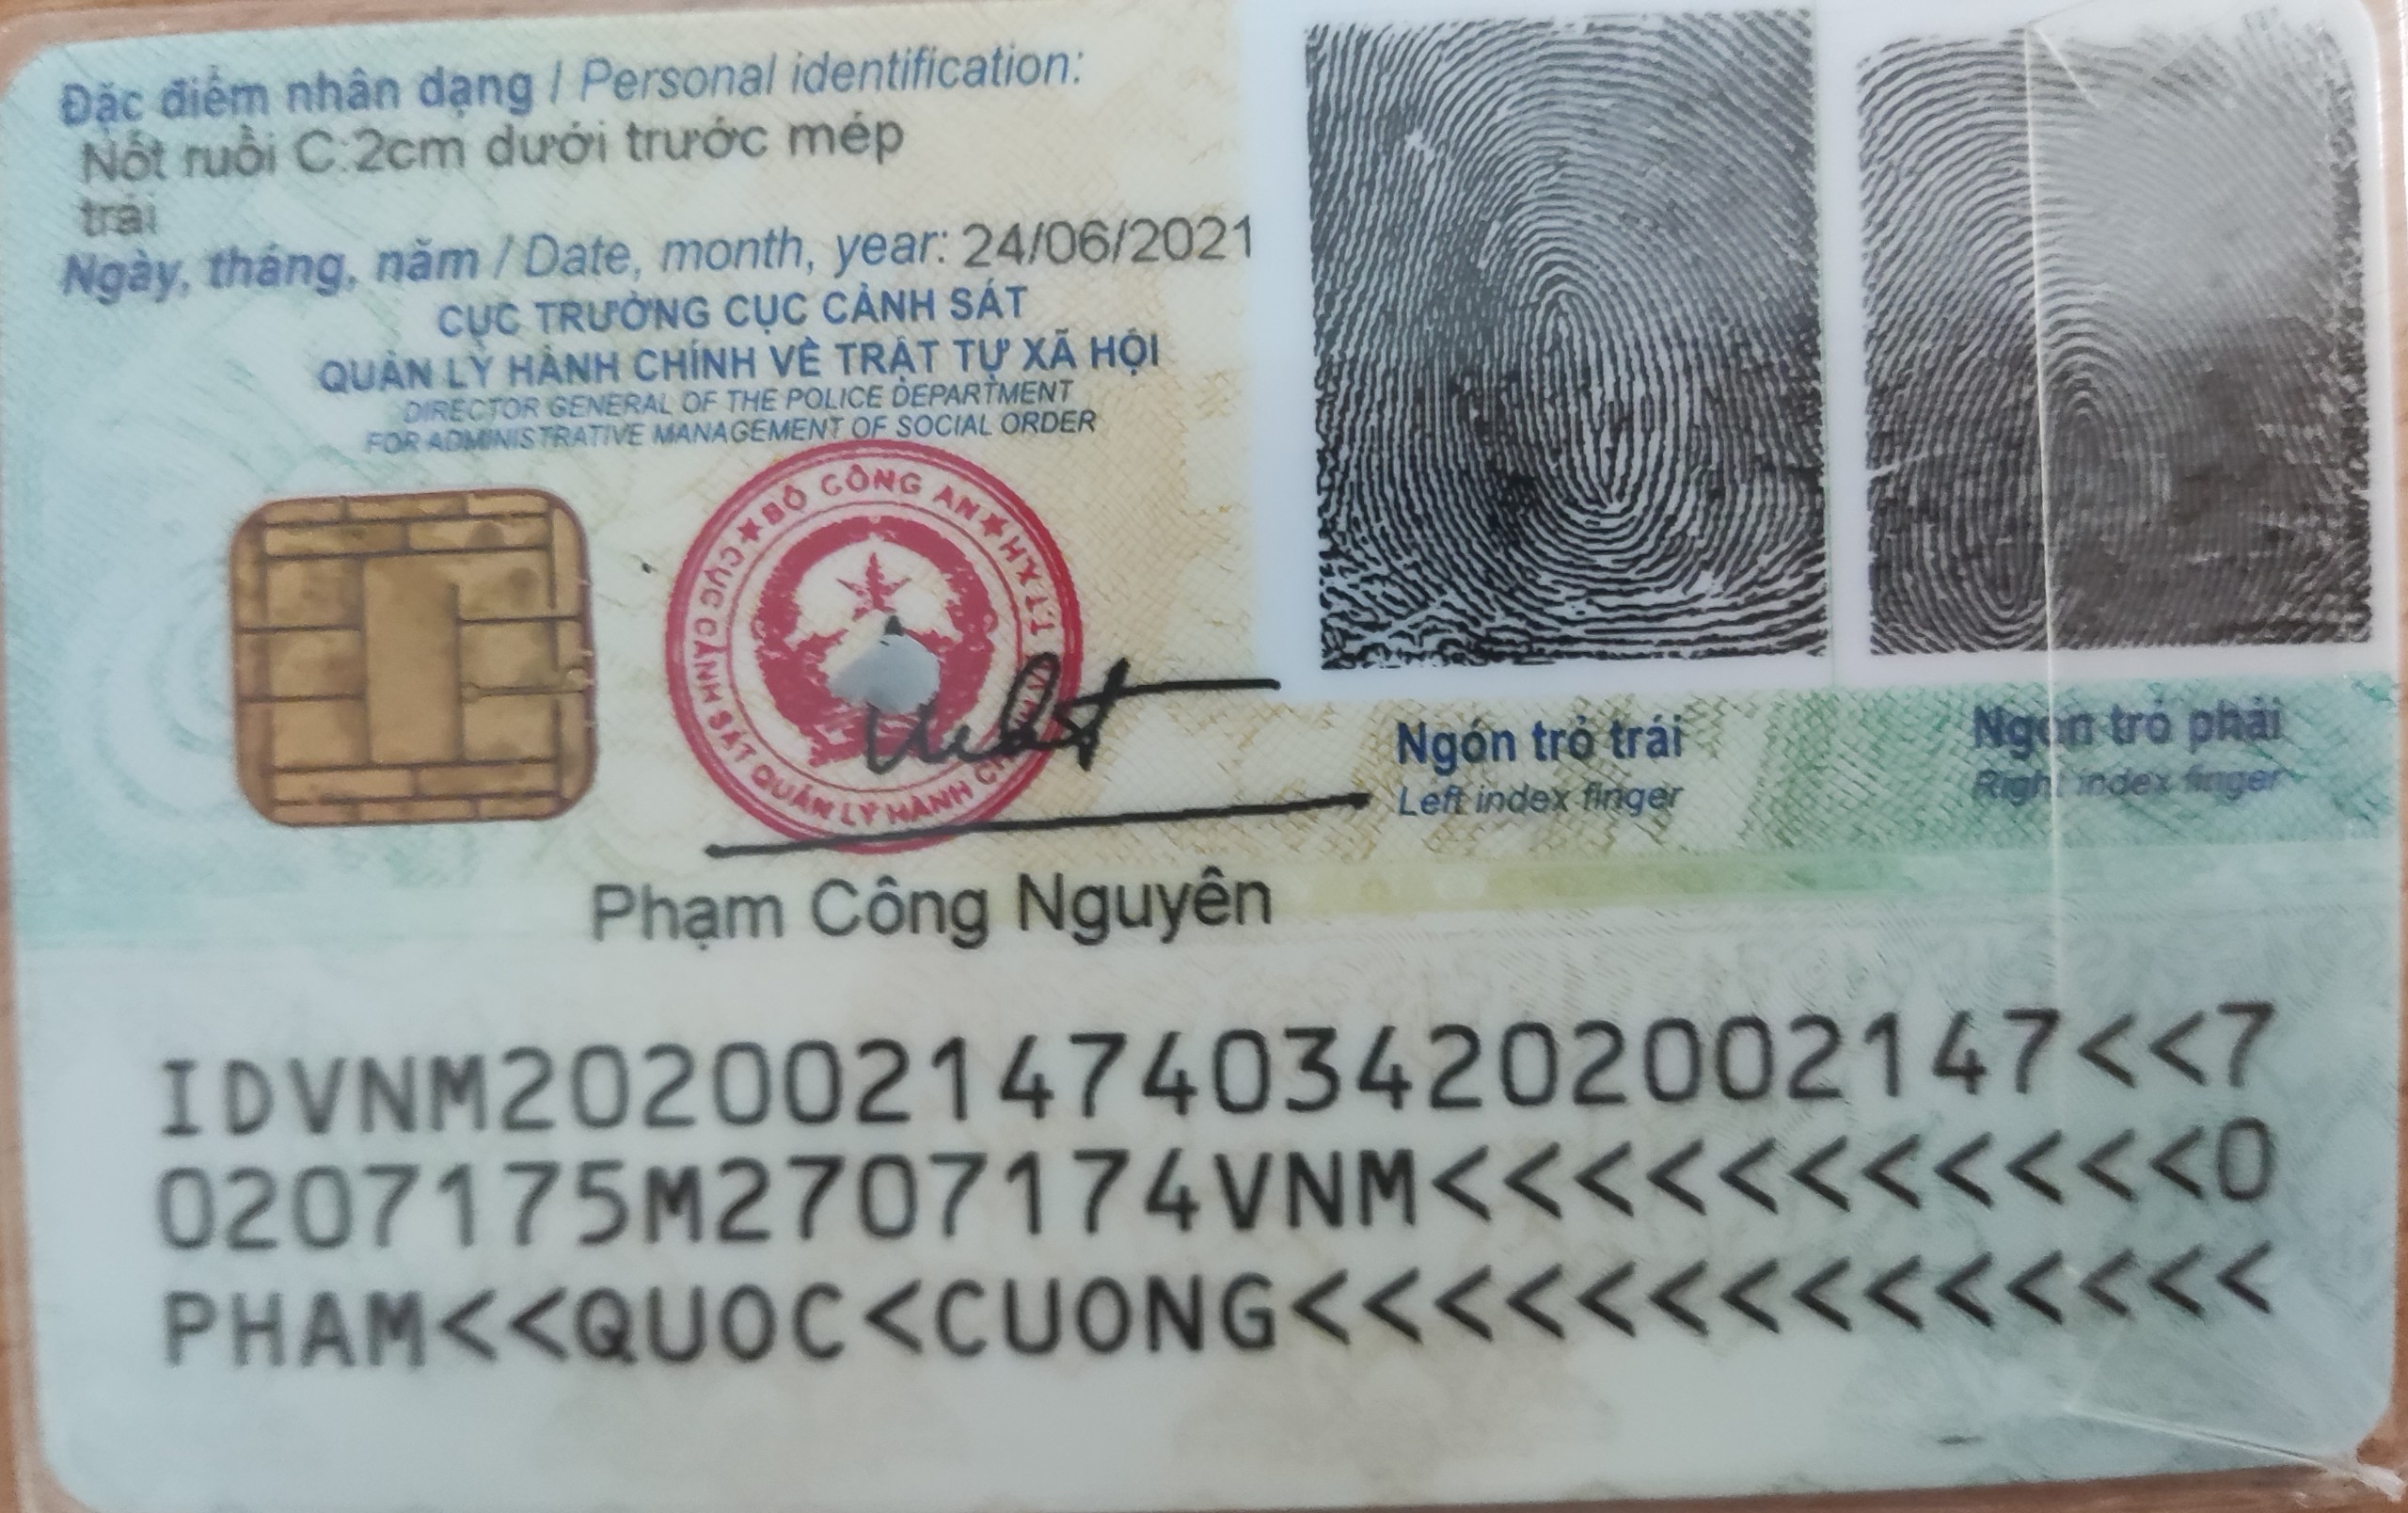 Đặc điểm nhân dạng / Personal identification:
Nốt ruồi C:2cm dưới trước mép
trái
Ngày, tháng, năm / Date, month, year: 24/06/2021
CỤC TRƯỞNG CỤC CẢNH SÁT
QUẢN LÝ HÀNH CHÍNH VỀ TRẬT TỰ XÃ HỘI
DIRECTOR GENERAL OF THE POLICE DEPARTMENT
FOR ADMINISTRATIVE MANAGEMENT OF SOCIAL ORDER
BỘ CÔNG AN
CỤC CẢNH SÁT QUẢN LÝ HÀNH
Ngón trỏ trái
Left index finger
Ngón trỏ phải
Right index finger
Phạm Công Nguyên
IDVNM2020021474034202002147<<7
0207175M2707174VNM<<<<<<<<<<<0
PHAM<<QUOC<CUONG<<<<<<<<<<<<<<